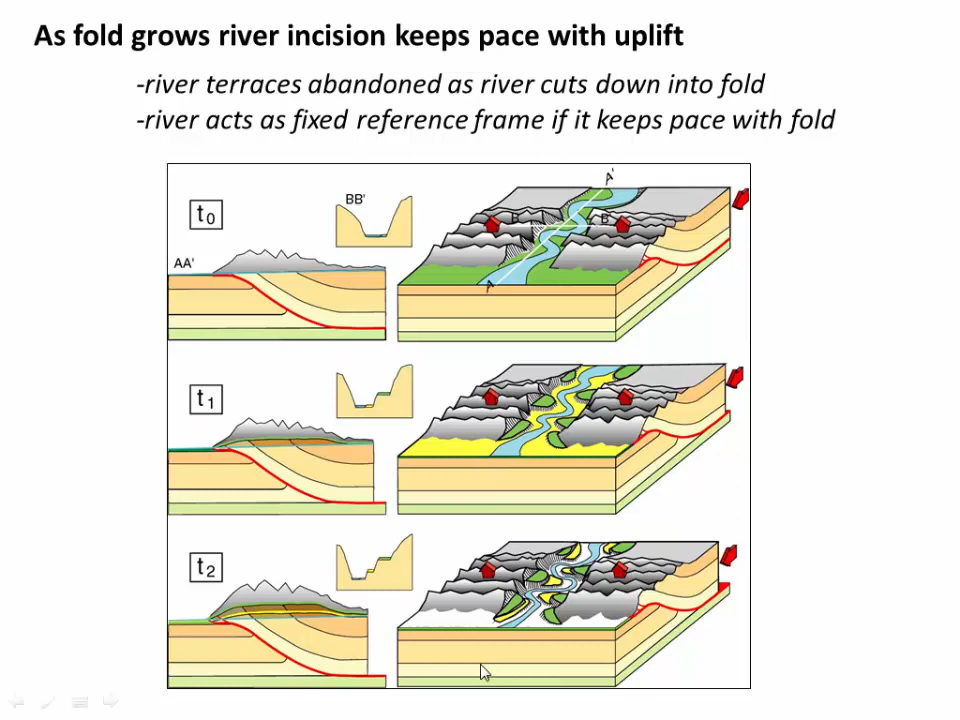 As fold grows river incision keeps pace with uplift
-river terraces abandoned as river cuts down into fold
-river acts as fixed reference frame if it keeps pace with fold
t0
BB'
A'
B
B'
AA'
A
t1
t2